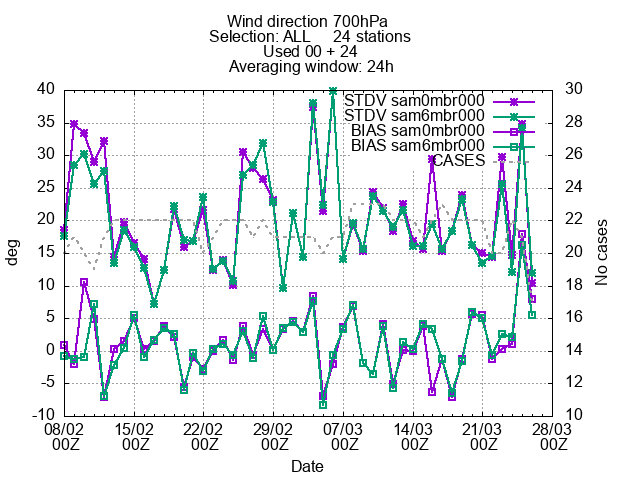 Wind direction 700hPa
Selection: ALL 24 stations
Used 00 + 24
Averaging window: 24h
STDV sam0mbr000
STDV sam6mbr000
BIAS sam0mbr000
BIAS sam6mbr000
CASES
40
35
30
25
20
15
10
5
0
-5
-10
deg
30
28
26
24
22
20
18
16
14
12
10
No cases
08/02 15/02 22/02 29/02 07/03 14/03 21/03 28/03
00Z 00Z 00Z 00Z 00Z 00Z 00Z 00Z
Date